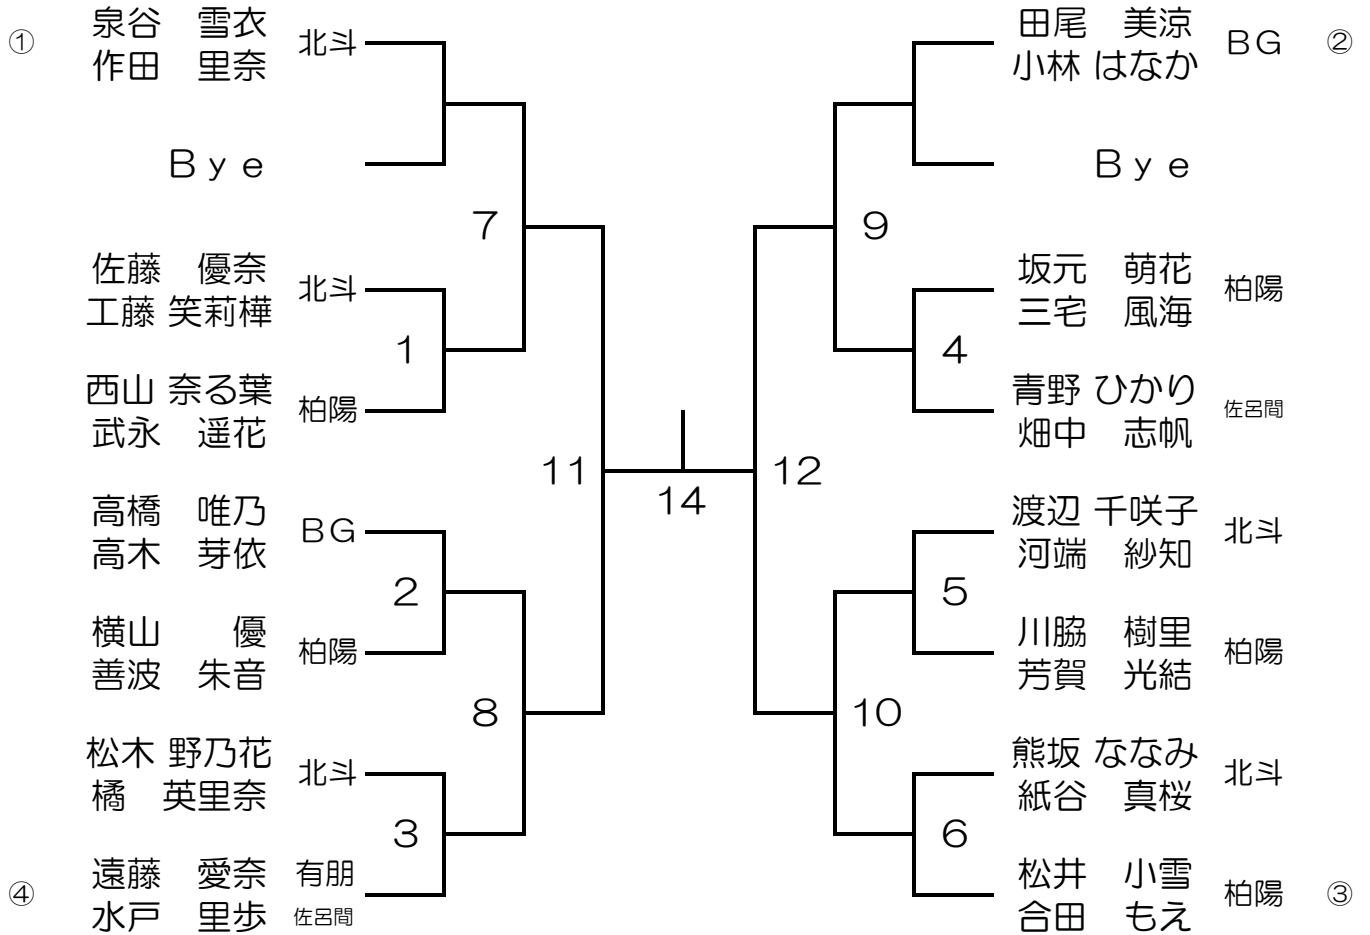 ① 泉谷 雪衣 北斗
作田 里奈
Ｂｙｅ
7
佐藤 優奈 北斗
工藤 笑莉樺
1
西山 奈る葉 柏陽
武永 遥花
11
高橋 唯乃 BG
高木 芽依
2
横山 優 柏陽
善波 朱音
8
松木 野乃花 北斗
橘 英里奈
3
遠藤 愛奈 有朋
④
水戸 里歩 佐呂間
14
田尾 美涼 BG ②
小林 はなか
Ｂｙｅ
9
坂元 萌花 柏陽
三宅 風海
4
青野 ひかり 佐呂間
畑中 志帆
12
渡辺 千咲子 北斗
河端 紗知
5
川脇 樹里 柏陽
芳賀 光結
10
熊坂 ななみ 北斗
紙谷 真桜
6
松井 小雪 柏陽 ③
合田 もえ